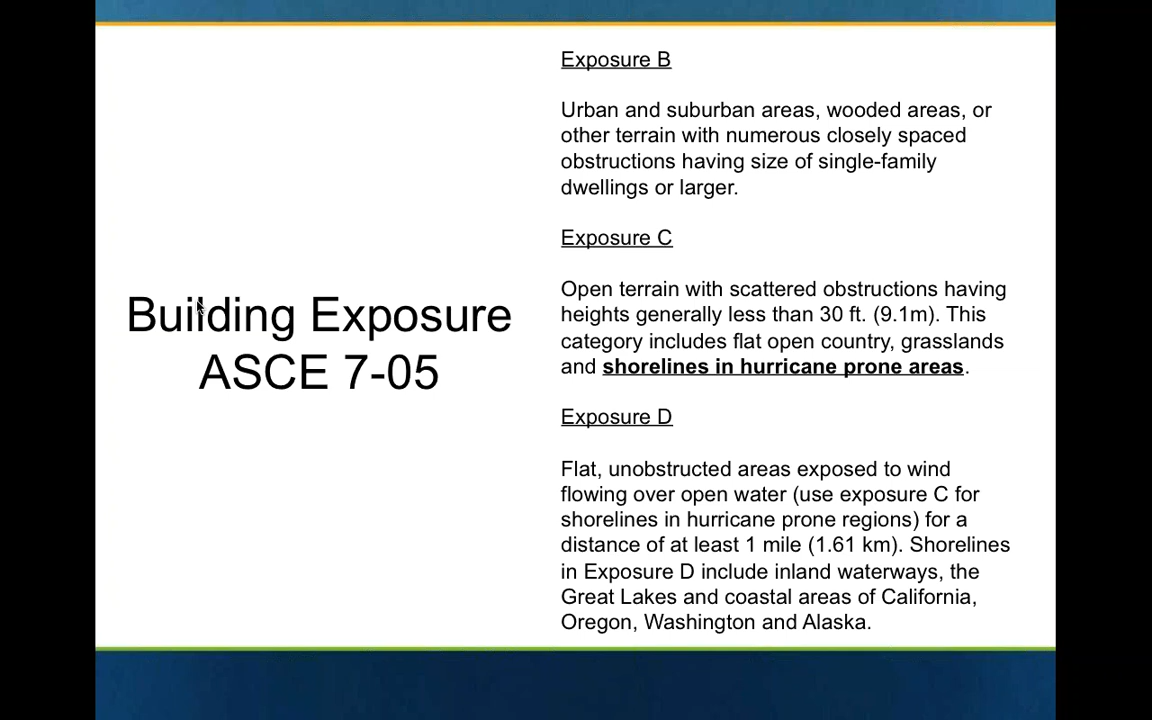 Building Exposure
ASCE 7-05
Exposure B
Urban and suburban areas, wooded areas, or
other terrain with numerous closely spaced
obstructions having size of single-family
dwellings or larger.
Exposure C
Open terrain with scattered obstructions having
heights generally less than 30 ft. (9.1m). This
category includes flat open country, grasslands
and shorelines in hurricane prone areas.
Exposure D
Flat, unobstructed areas exposed to wind
flowing over open water (use exposure C for
shorelines in hurricane prone regions) for a
distance of at least 1 mile (1.61 km). Shorelines
in Exposure D include inland waterways, the
Great Lakes and coastal areas of California,
Oregon, Washington and Alaska.